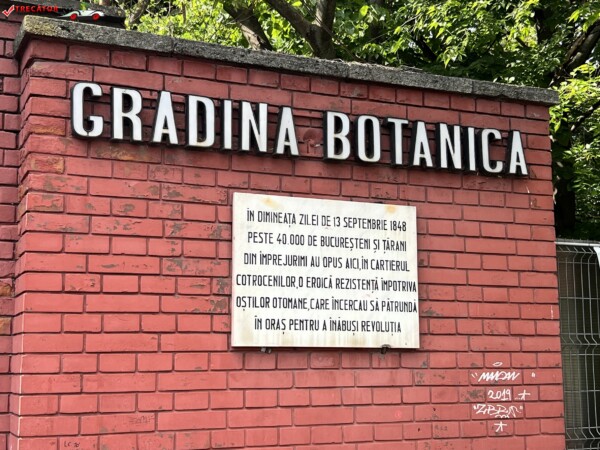 TRECATOR
GRADINA BOTANICA
ÎN DIMINEAȚA ZILEI DE 13 SEPTEMBRIE 1848
PESTE 40.000 DE BUCUREȘTENI ȘI ȚĂRANI
DIN ÎMPREJURIMI AU OPUS AICI, ÎN CARTIERUL
COTROCENILOR, O EROICĂ REZISTENȚĂ ÎMPOTRIVA
OȘTILOR OTOMANE, CARE ÎNCERCAU SĂ PĂTRUNDĂ
ÎN ORAȘ PENTRU A ÎNĂBUȘI REVOLUȚIA
2019